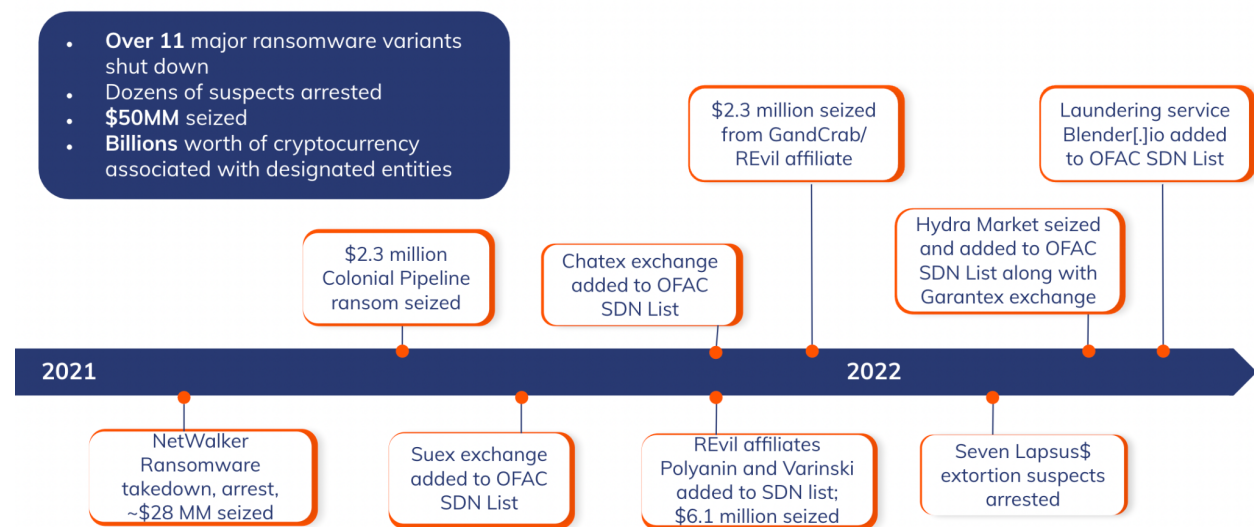 • Over 11 major ransomware variants
shut down
• Dozens of suspects arrested
• $50MM seized
• Billions worth of cryptocurrency
associated with designated entities
$2.3 million seized
from GandCrab/
REvil affiliate
Laundering service
Blender[.]io added
to OFAC SDN List
$2.3 million
Colonial Pipeline
ransom seized
Chatex exchange
added to OFAC
SDN List
Hydra Market seized
and added to OFAC
SDN List along with
Garantex exchange
2021
2022
NetWalker
Ransomware
takedown, arrest,
~$28 MM seized
Suex exchange
added to OFAC
SDN List
REvil affiliates
Polyanin and Varinski
added to SDN list;
$6.1 million seized
Seven Lapsus$
extortion suspects
arrested